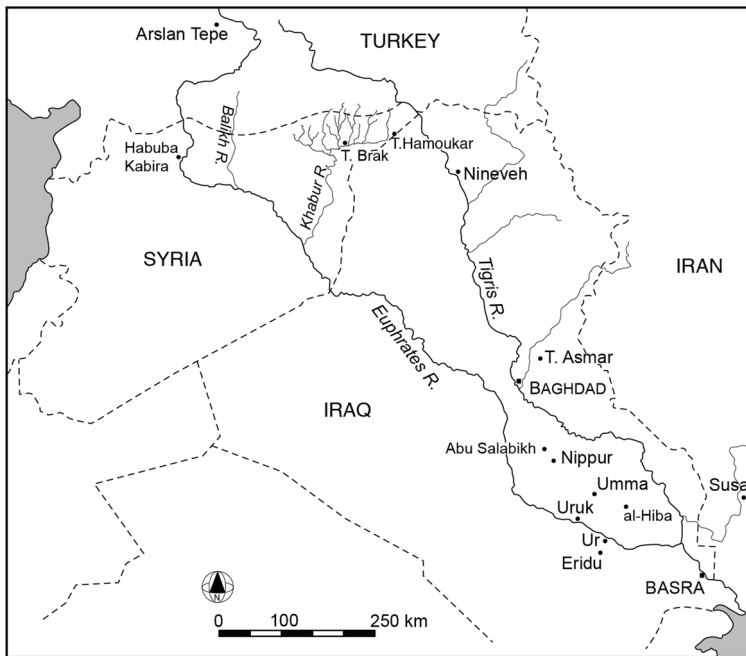 Arslan Tepe
TURKEY
Balikh R.
Habuba
Kabira
T. Brak
T.Hamoukar
Nineveh
Khabur R.
SYRIA
Tigris R.
IRAN
Euphrates R.
T. Asmar
BAGHDAD
IRAQ
Abu Salabikh
Nippur
Umma
Susa
Uruk
al-Hiba
Ur
Eridu
BASRA
N
0 100 250 km